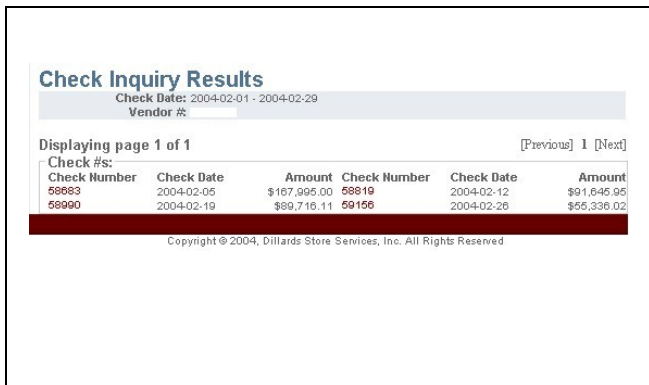 Check Inquiry Results
Check Date: 2004-02-01 - 2004-02-29
Vendor #:
Displaying page 1 of 1 [Previous] 1 [Next]
Check #s:
Check Number Check Date Amount Check Number Check Date Amount
58683 2004-02-05 $167,995.00 58819 2004-02-12 $91,645.95
58990 2004-02-19 $89,716.11 59156 2004-02-26 $55,336.02
Copyright © 2004, Dillards Store Services, Inc. All Rights Reserved